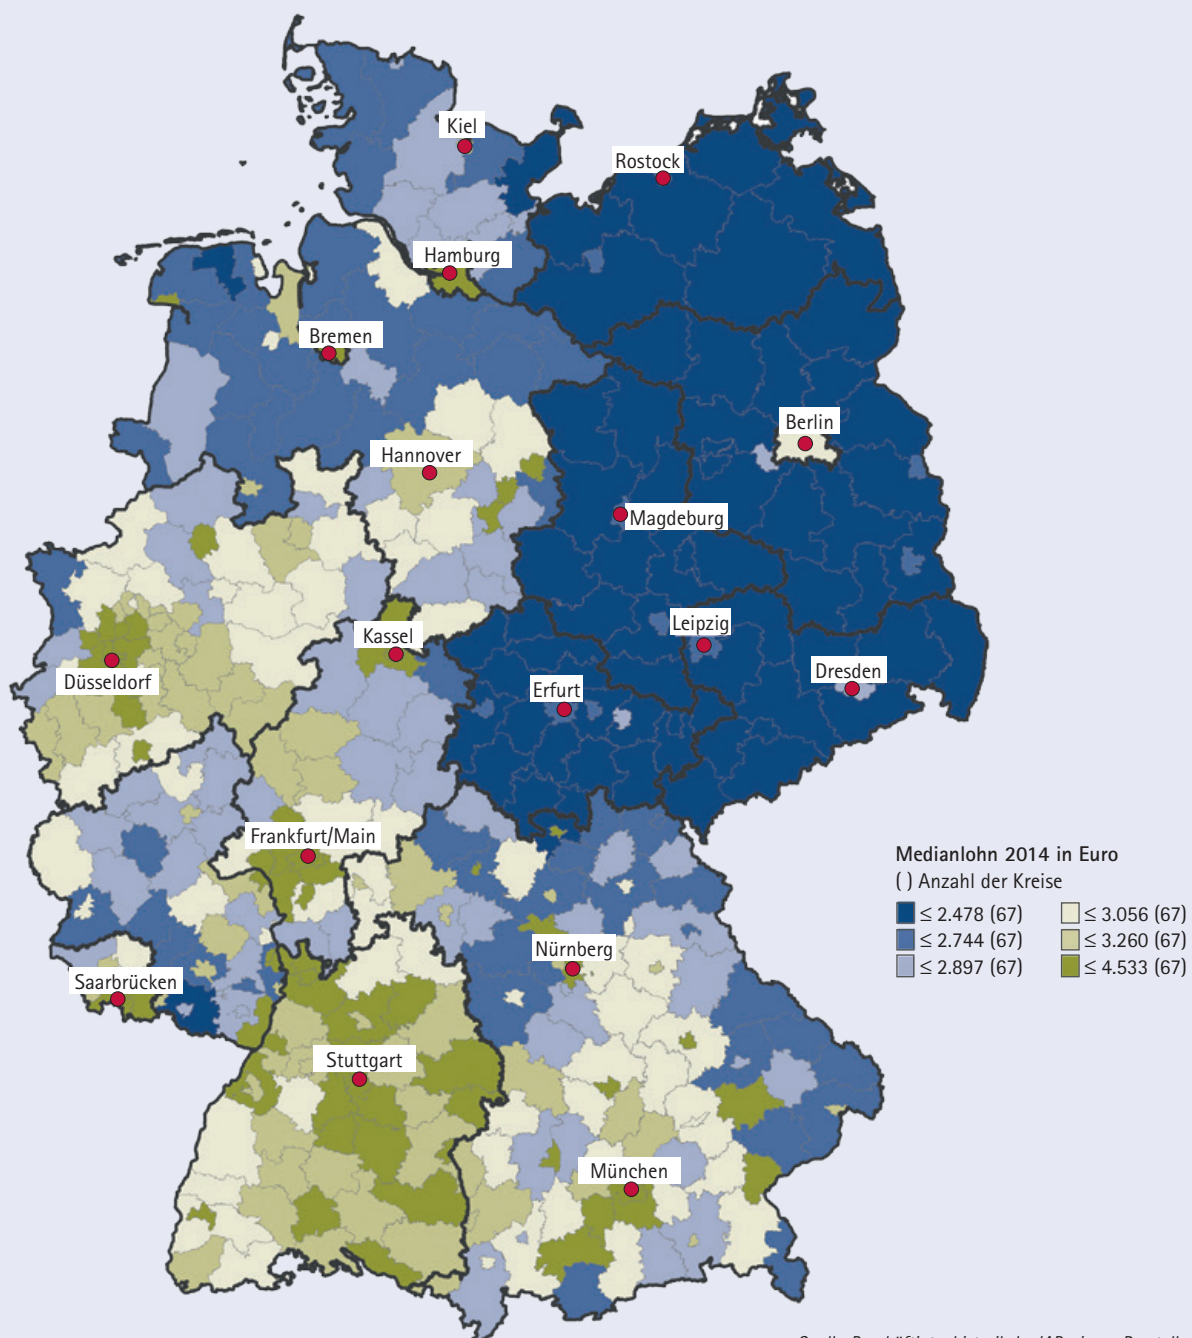 Kiel
Rostock
Hamburg
Bremen
Berlin
Hannover
Magdeburg
Leipzig
Kassel
Dresden
Düsseldorf
Erfurt
Frankfurt/Main
Medianlohn 2014 in Euro
( ) Anzahl der Kreise
≤ 2.478 (67) ≤ 3.056 (67)
≤ 2.744 (67) ≤ 3.260 (67)
≤ 2.897 (67) ≤ 4.533 (67)
Nürnberg
Saarbrücken
Stuttgart
München